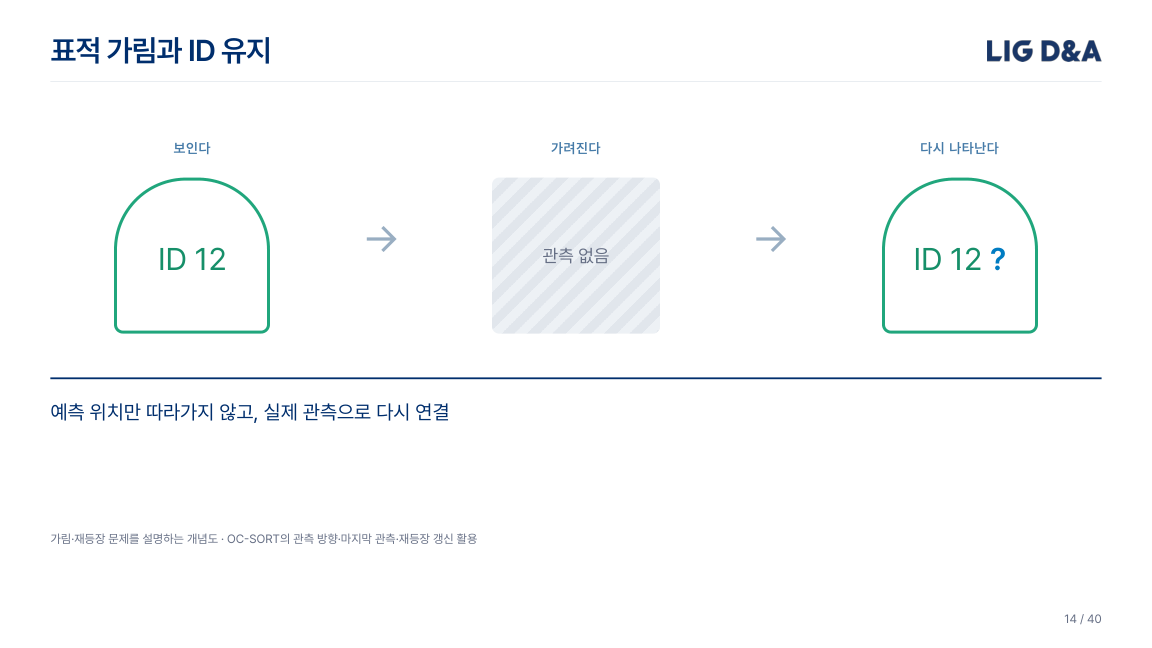 표적 가림과 ID 유지
LIG D&A
보인다
가려진다
다시 나타난다
ID 12
→
관측 없음
→
ID 12 ?
예측 위치만 따라가지 않고, 실제 관측으로 다시 연결
가림·재등장 문제를 설명하는 개념도 · OC-SORT의 관측 방향·마지막 관측·재등장 갱신 활용
14 / 40